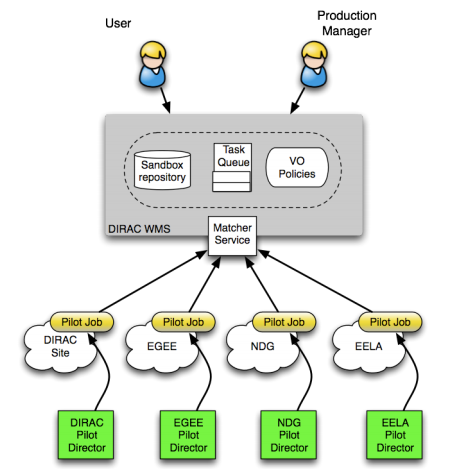 User
Production
Manager
Sandbox
repository
Task
Queue
VO
Policies
DIRAC WMS
Matcher
Service
Pilot Job
Pilot Job
Pilot Job
Pilot Job
DIRAC
Site
EGEE
NDG
EELA
DIRAC
Pilot
Director
EGEE
Pilot
Director
NDG
Pilot
Director
EELA
Pilot
Director